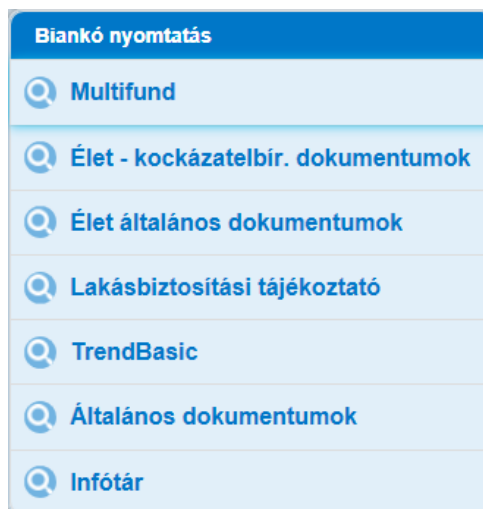 Biankó nyomtatás
Multifund
Élet - kockázatelbír. dokumentumok
Élet általános dokumentumok
Lakásbiztosítási tájékoztató
TrendBasic
Általános dokumentumok
Infótár